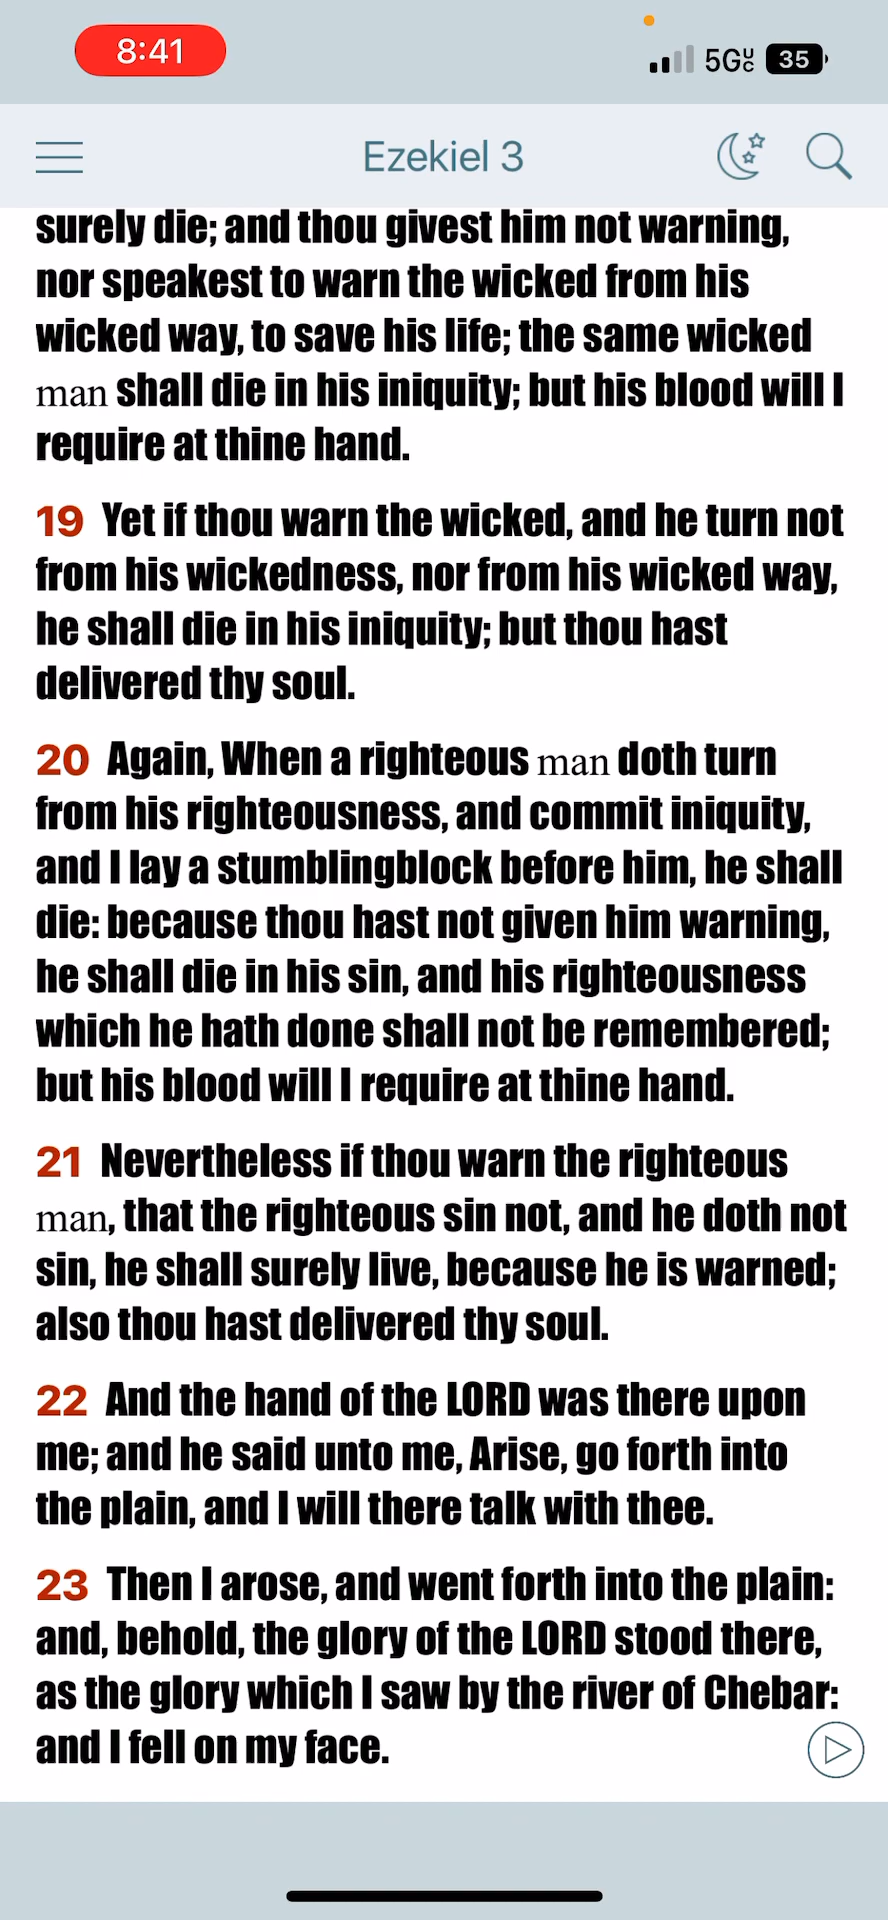 8:41
5G UC 35
Ezekiel 3
surely die; and thou givest him not warning,
nor speakest to warn the wicked from his
wicked way, to save his life; the same wicked
man shall die in his iniquity; but his blood will I
require at thine hand.
19 Yet if thou warn the wicked, and he turn not
from his wickedness, nor from his wicked way,
he shall die in his iniquity; but thou hast
delivered thy soul.
20 Again, When a righteous man doth turn
from his righteousness, and commit iniquity,
and I lay a stumblingblock before him, he shall
die: because thou hast not given him warning,
he shall die in his sin, and his righteousness
which he hath done shall not be remembered;
but his blood will I require at thine hand.
21 Nevertheless if thou warn the righteous
man, that the righteous sin not, and he doth not
sin, he shall surely live, because he is warned;
also thou hast delivered thy soul.
22 And the hand of the LORD was there upon
me; and he said unto me, Arise, go forth into
the plain, and I will there talk with thee.
23 Then I arose, and went forth into the plain:
and, behold, the glory of the LORD stood there,
as the glory which I saw by the river of Chebar:
and I fell on my face.